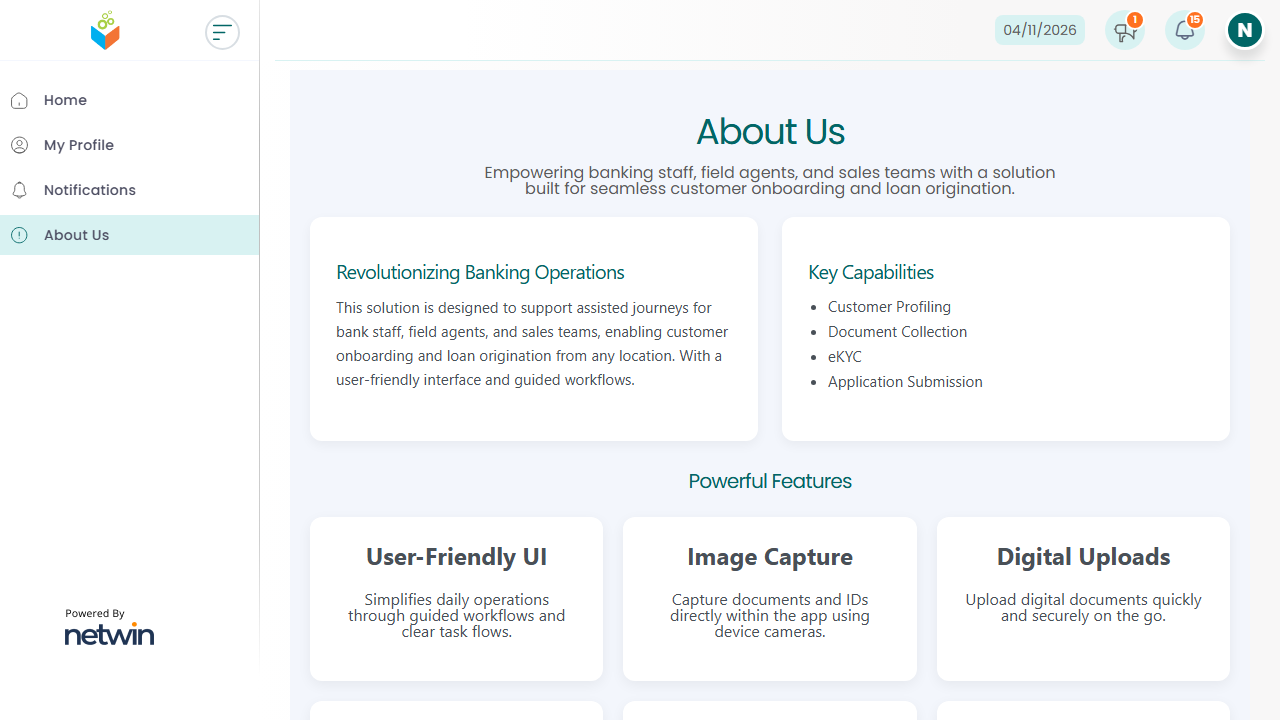 04/11/2026
1
15
N
Home
My Profile
Notifications
About Us
Powered By
netwin
About Us
Empowering banking staff, field agents, and sales teams with a solution
built for seamless customer onboarding and loan origination.
Revolutionizing Banking Operations
This solution is designed to support assisted journeys for
bank staff, field agents, and sales teams, enabling customer
onboarding and loan origination from any location. With a
user-friendly interface and guided workflows.
Key Capabilities
• Customer Profiling
• Document Collection
• eKYC
• Application Submission
Powerful Features
User-Friendly UI
Simplifies daily operations
through guided workflows and
clear task flows.
Image Capture
Capture documents and IDs
directly within the app using
device cameras.
Digital Uploads
Upload digital documents quickly
and securely on the go.